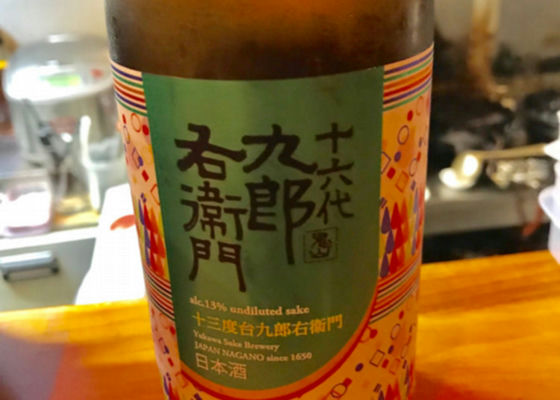 十六代
九郎
右衛門
alc.13% undiluted sake
十三度台九郎右衛門
Yukawa Sake Brewery
JAPAN NAGANO since 1650
日本酒